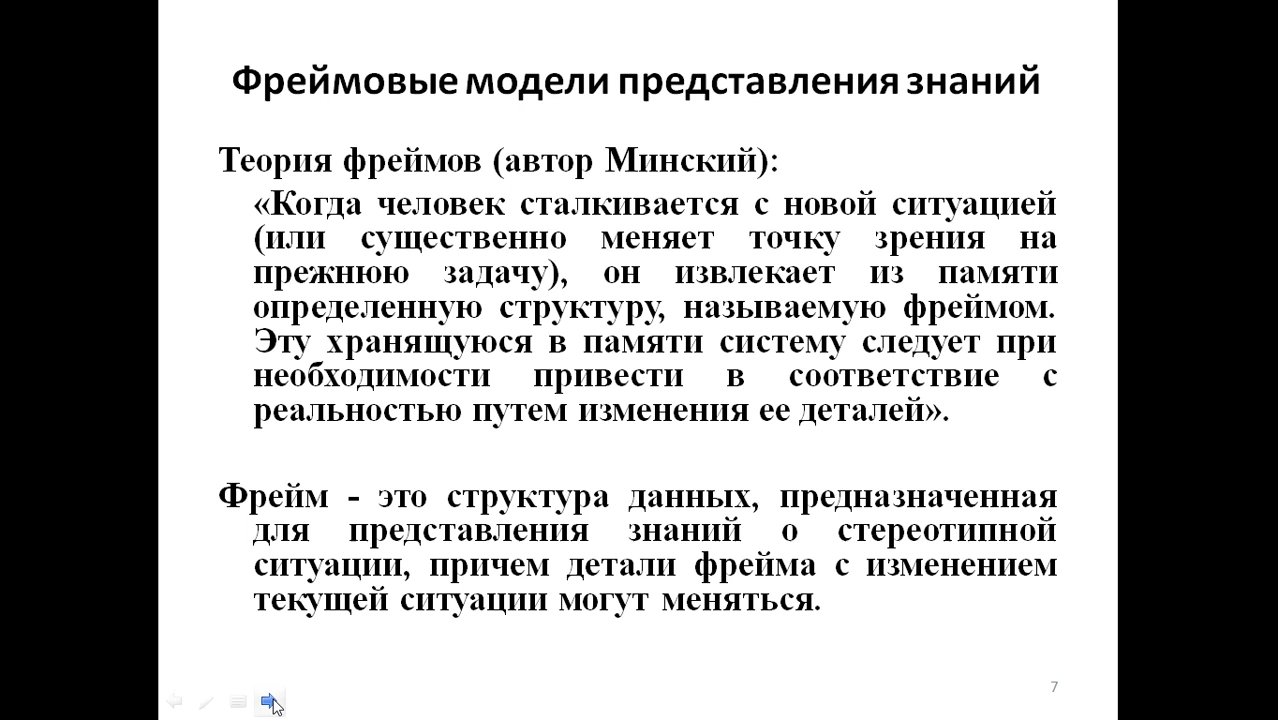 Фреймовые модели представления знаний
Теория фреймов (автор Минский):
«Когда человек сталкивается с новой ситуацией
(или существенно меняет точку зрения на
прежнюю задачу), он извлекает из памяти
определенную структуру, называемую фреймом.
Эту хранящуюся в памяти систему следует при
необходимости привести в соответствие с
реальностью путем изменения ее деталей».
Фрейм - это структура данных, предназначенная
для представления знаний о стереотипной
ситуации, причем детали фрейма с изменением
текущей ситуации могут меняться.
7